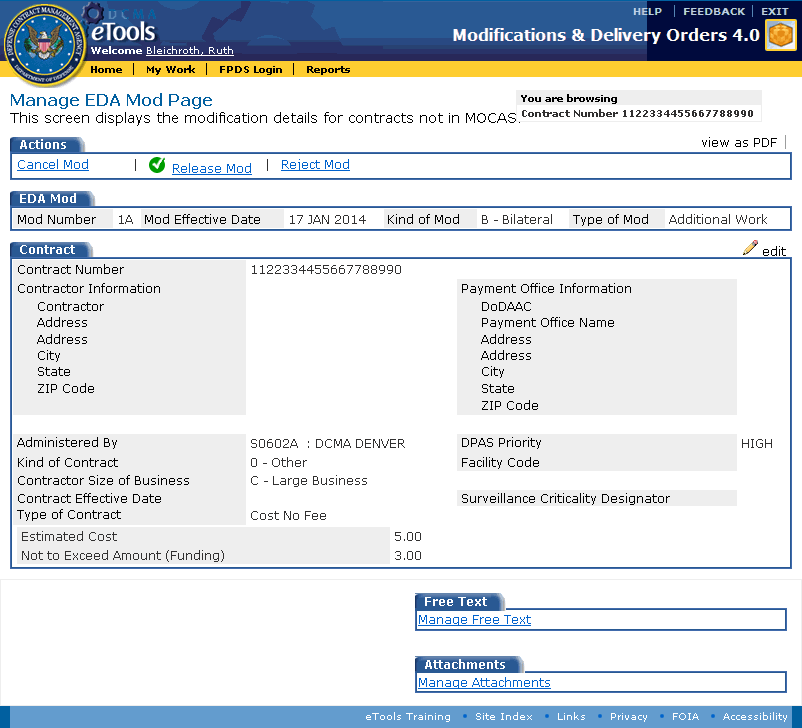 HELP FEEDBACK EXIT
DCMA
eTools
Welcome Bleichroth, Ruth
Modifications & Delivery Orders 4.0
DEFENSE CONTRACT MANAGEMENT AGENCY
DEPARTMENT OF DEFENSE
Home My Work FPDS Login Reports
Manage EDA Mod Page
This screen displays the modification details for contracts not in MOCAS.
You are browsing
Contract Number 1122334455667788990
Actions
view as PDF
Cancel Mod | Release Mod | Reject Mod
EDA Mod
Mod Number 1A Mod Effective Date 17 JAN 2014 Kind of Mod B - Bilateral Type of Mod Additional Work
Contract
edit
Contract Number 1122334455667788990
Contractor Information Payment Office Information
Contractor DoDAAC
Address Payment Office Name
Address Address
City Address
State City
ZIP Code State
ZIP Code
Administered By S0602A : DCMA DENVER DPAS Priority HIGH
Kind of Contract 0 - Other Facility Code
Contractor Size of Business C - Large Business
Contract Effective Date Surveillance Criticality Designator
Type of Contract Cost No Fee
Estimated Cost 5.00
Not to Exceed Amount (Funding) 3.00
Free Text
Manage Free Text
Attachments
Manage Attachments
eTools Training • Site Index • Links • Privacy • FOIA • Accessibility